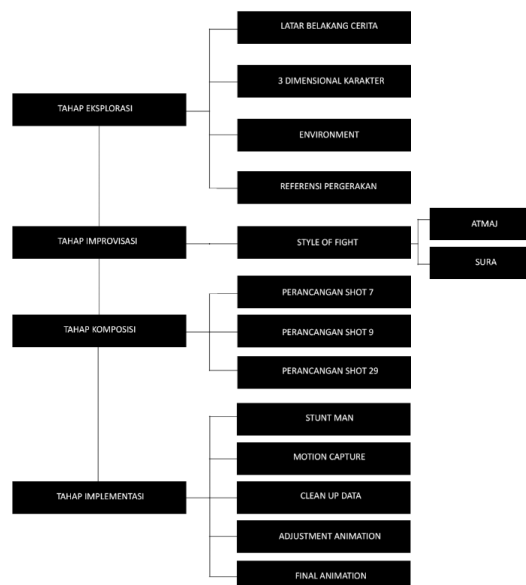 LATAR BELAKANG CERITA
TAHAP EKSPLORASI
3 DIMENSIONAL KARAKTER
ENVIRONMENT
REFERENSI PERGERAKAN
TAHAP IMPROVISASI
STYLE OF FIGHT
ATMAJ
SURA
TAHAP KOMPOSISI
PERANCANGAN SHOT 7
PERANCANGAN SHOT 9
PERANCANGAN SHOT 29
TAHAP IMPLEMENTASI
STUNT MAN
MOTION CAPTURE
CLEAN UP DATA
ADJUSTMENT ANIMATION
FINAL ANIMATION